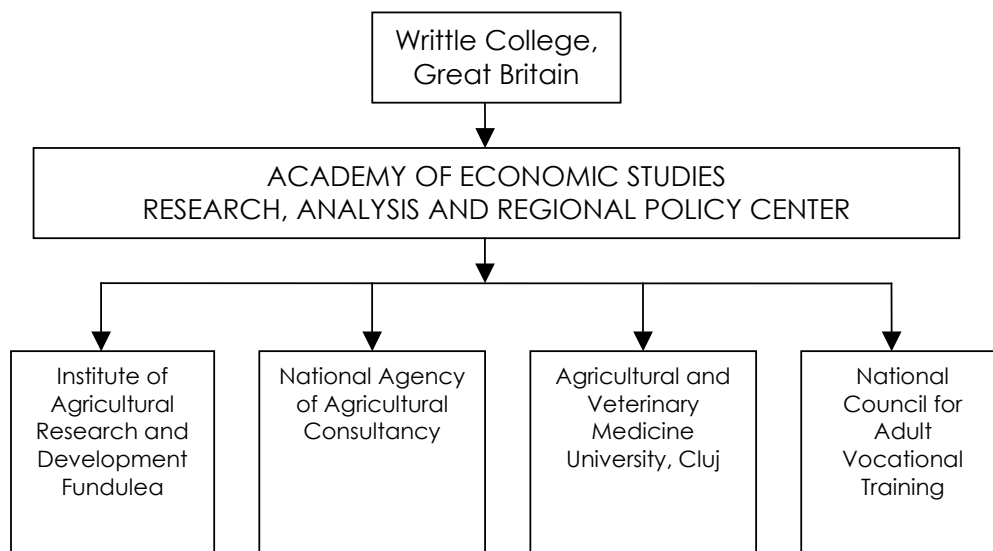 Writtle College,
Great Britain
ACADEMY OF ECONOMIC STUDIES
RESEARCH, ANALYSIS AND REGIONAL POLICY CENTER
Institute of
Agricultural
Research and
Development
Fundulea
National Agency
of Agricultural
Consultancy
Agricultural and
Veterinary
Medicine
University, Cluj
National
Council for
Adult
Vocational
Training